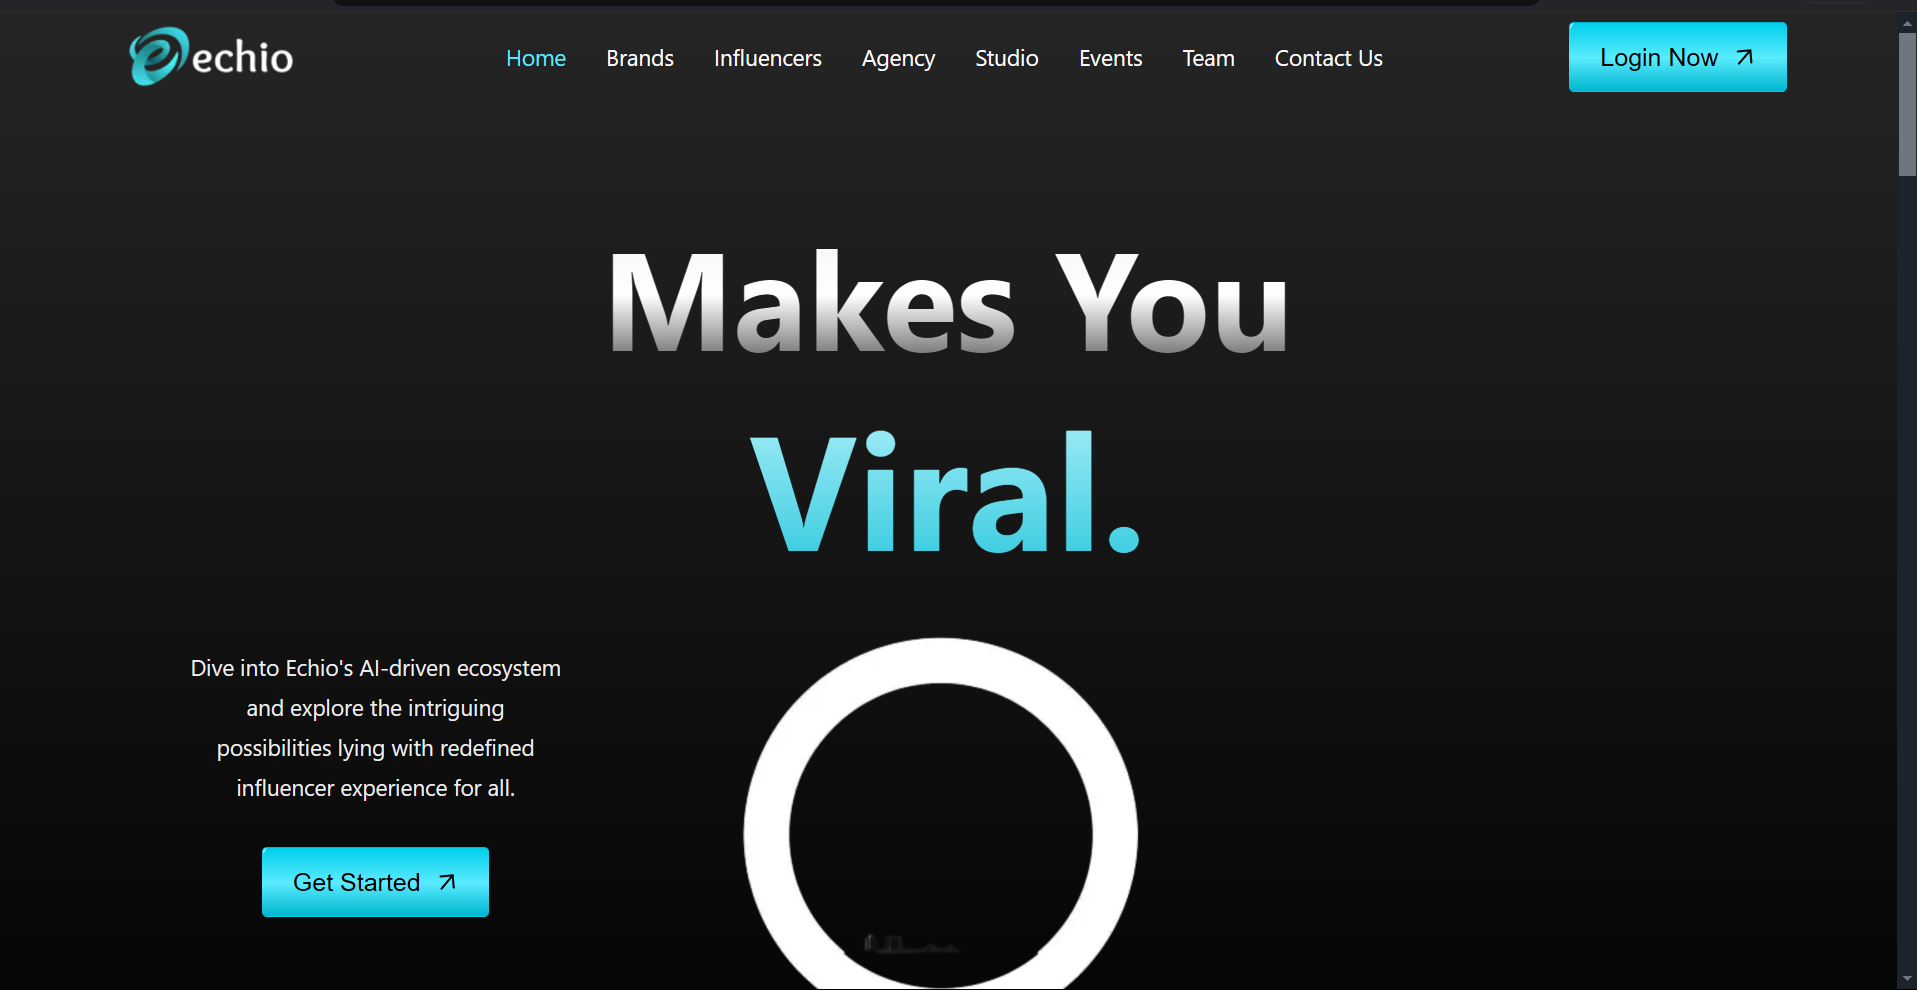 echio
Home Brands Influencers Agency Studio Events Team Contact Us
Login Now
Makes You
Viral.
Dive into Echio's AI-driven ecosystem
and explore the intriguing
possibilities lying with redefined
influencer experience for all.
Get Started